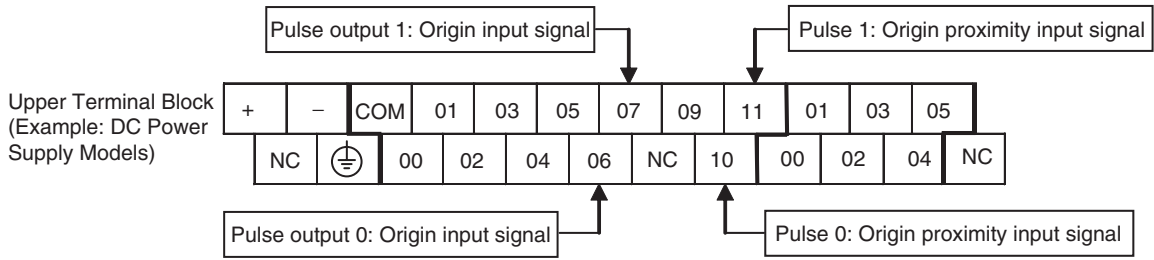 Pulse output 1: Origin input signal
Pulse 1: Origin proximity input signal
Upper Terminal Block
(Example: DC Power
Supply Models)
+ – COM 01 03 05 07 09 11 01 03 05
NC 00 02 04 06 NC 10 00 02 04 NC
Pulse output 0: Origin input signal
Pulse 0: Origin proximity input signal